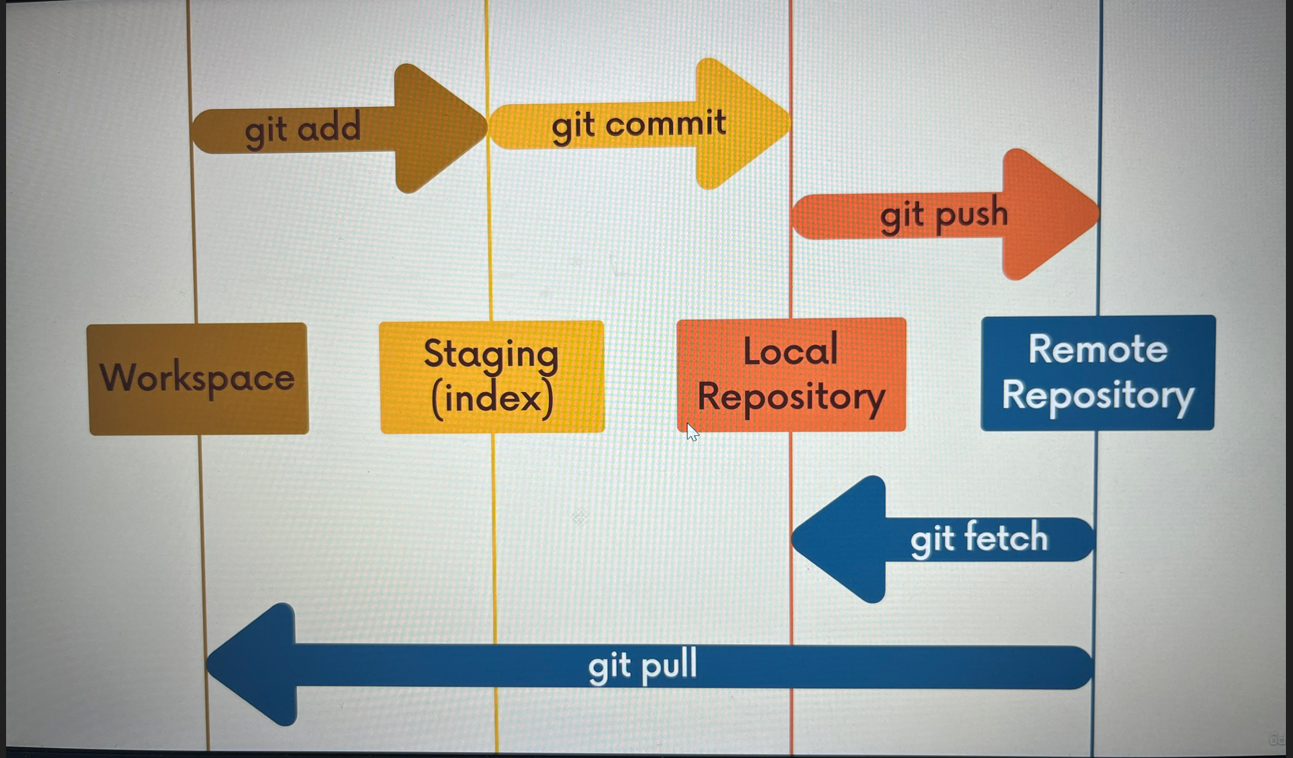 git add
git commit
git push
Workspace
Staging
(index)
Local
Repository
Remote
Repository
git fetch
git pull